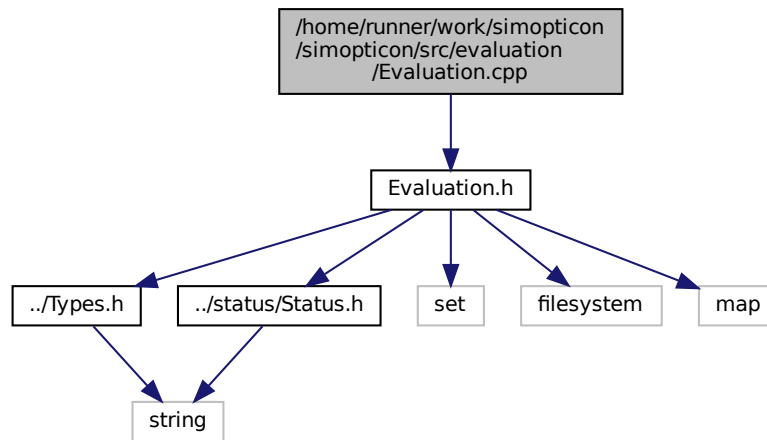 /home/runner/work/simopticon
/simopticon/src/evaluation
/Evaluation.cpp
Evaluation.h
../Types.h
../status/Status.h
set
filesystem
map
string